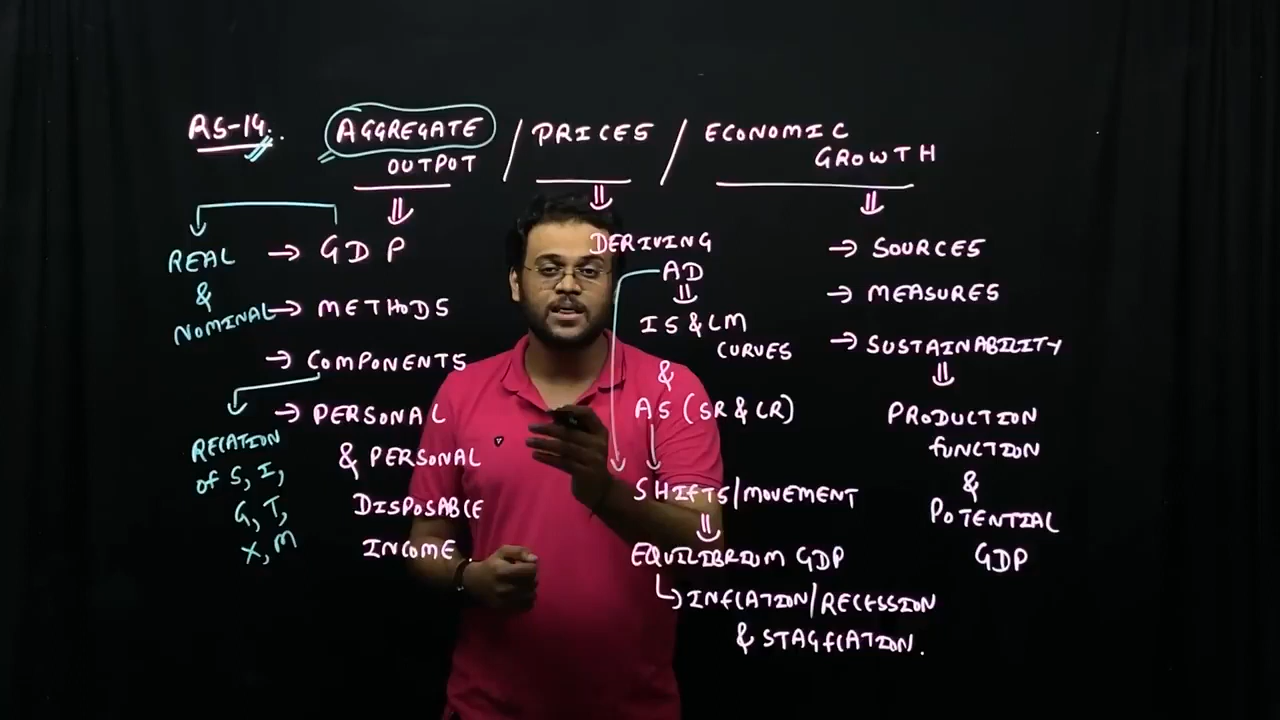 RS-14.. AGGREGATE / PRICES / ECONOMIC
OUTPUT
GROWTH
REAL
&
NOMINAL
→ GDP
→ METHODS
→ COMPONENTS
RELATION
of S, I,
G, T,
X, M
→ PERSONAL
& PERSONAL
DISPOSABLE
INCOME.
DERIVING
AD
IS & LM
CURVES
&
AS (SR & LR)
SHIFTS/MOVEMENT
EQUILIBRIUM GDP
INFLATION/RECESSION
& STAGFLATION.
→ SOURCES
→ MEASURES
→ SUSTAINABILITY
PRODUCTION
FUNCTION
&
POTENTIAL
GDP